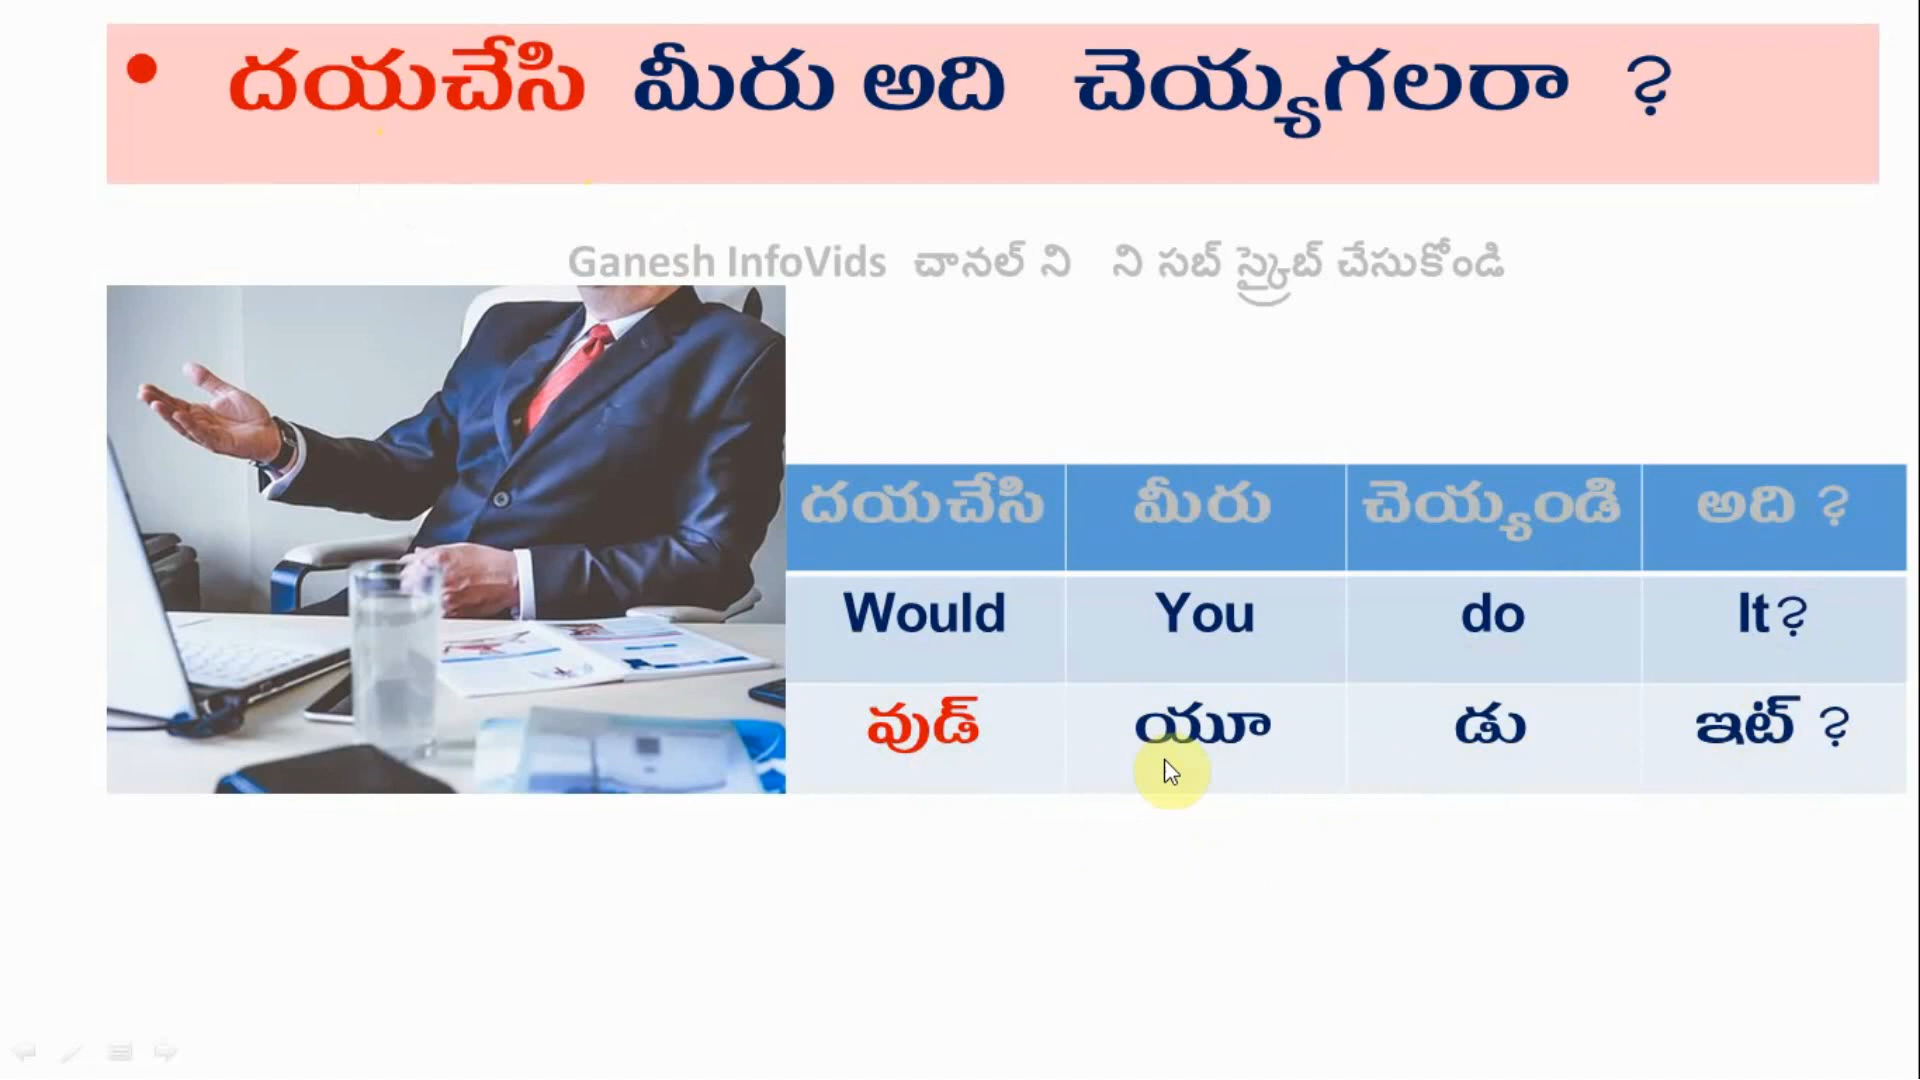 • దయచేసి మీరు అది చెయ్యగలరా ?
Ganesh InfoVids చానల్ ని ని సబ్ స్క్రైబ్ చేసుకోండి
దయచేసి మీరు చెయ్యండి అది ?
Would You do It?
వుడ్ యూ డు ఇట్ ?